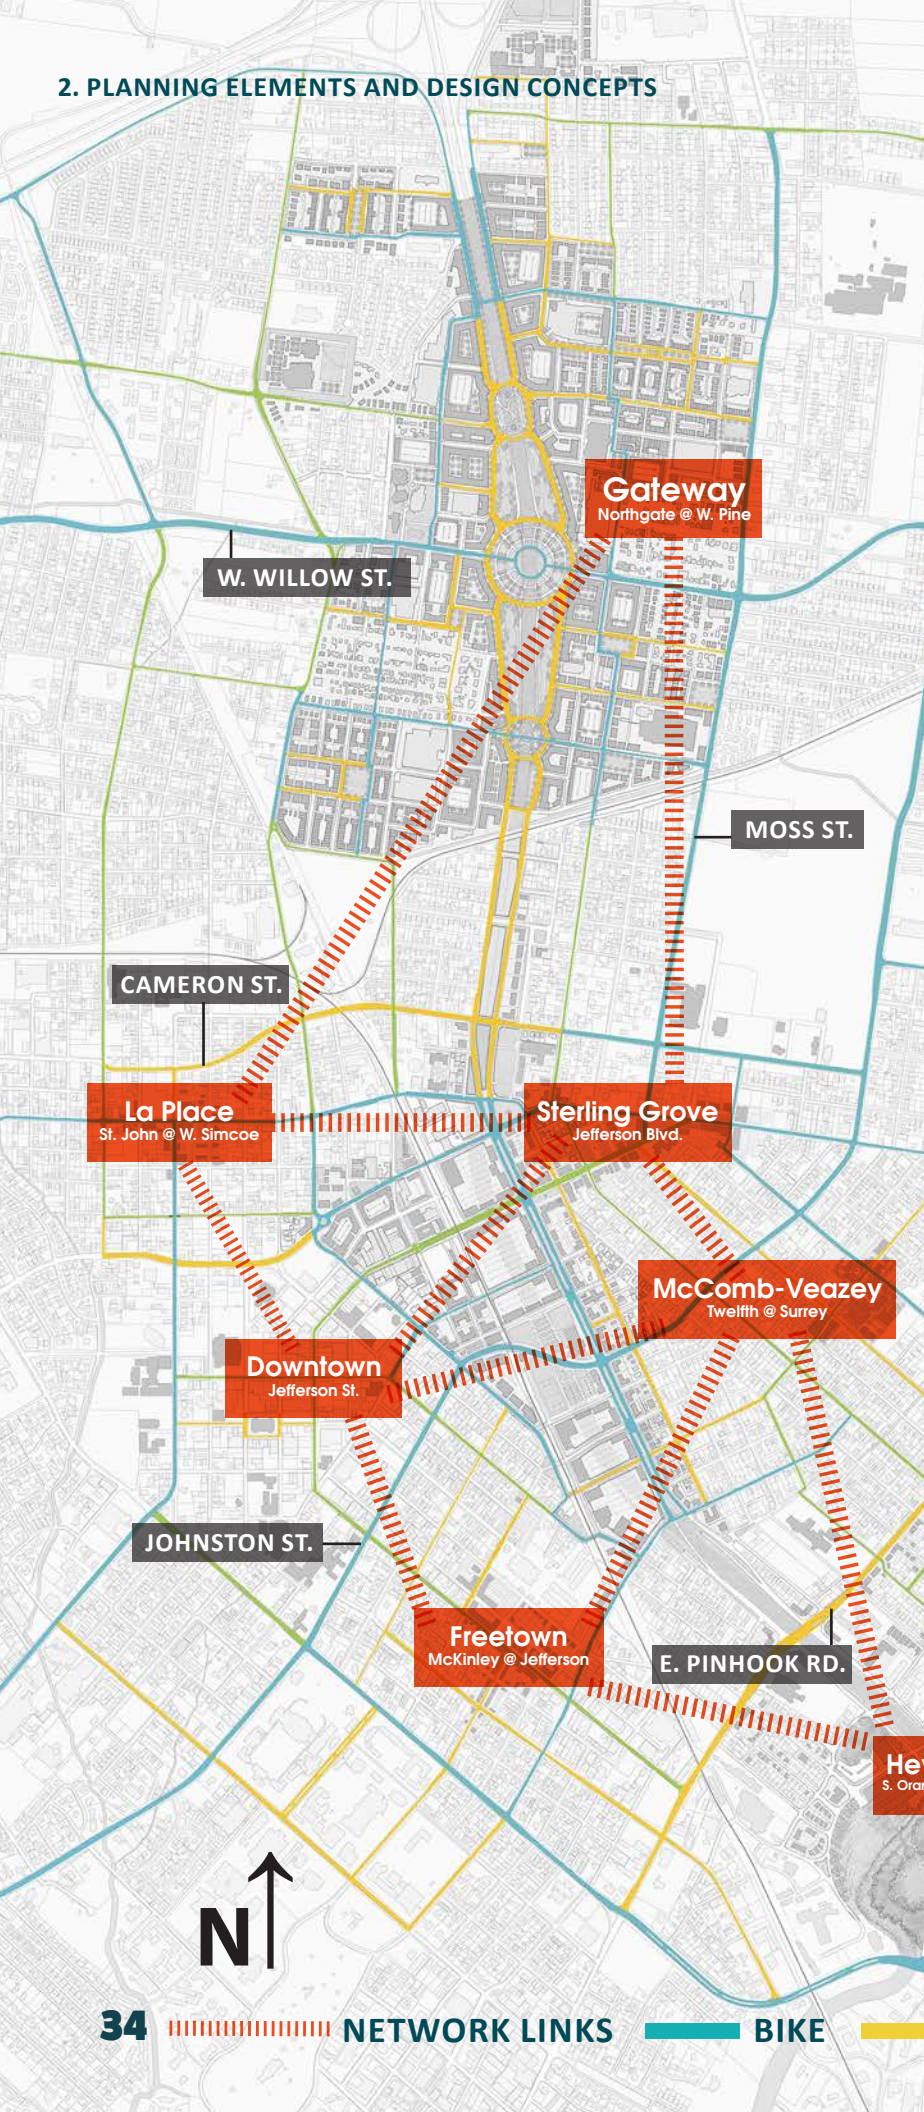 2. PLANNING ELEMENTS AND DESIGN CONCEPTS
Gateway
Northgate @ W. Pine
W. WILLOW ST.
MOSS ST.
CAMERON ST.
La Place
St. John @ W. Simcoe
Sterling Grove
Jefferson Blvd.
McComb-Veazey
Twelfth @ Surrey
Downtown
Jefferson St.
JOHNSTON ST.
Freetown
McKinley @ Jefferson
E. PINHOOK RD.
N
34
NETWORK LINKS
BIKE